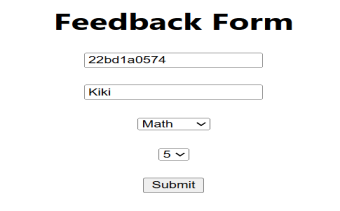 Feedback Form
22bd1a0574
Kiki
Math
5
Submit